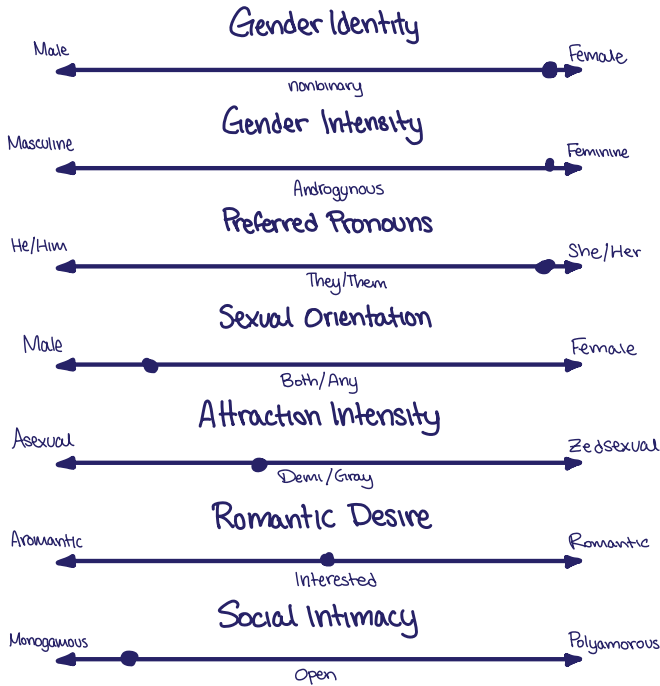 Gender Identity
Male
Female
nonbinary
Gender Intensity
Masculine
Feminine
Androgynous
Preferred Pronouns
He/Him
She/Her
They/Them
Sexual Orientation
Male
Female
Both/Any
Attraction Intensity
Asexual
Zedsexual
Demi/Gray
Romantic Desire
Aromantic
Romantic
Interested
Social Intimacy
Monogamous
Polyamorous
Open